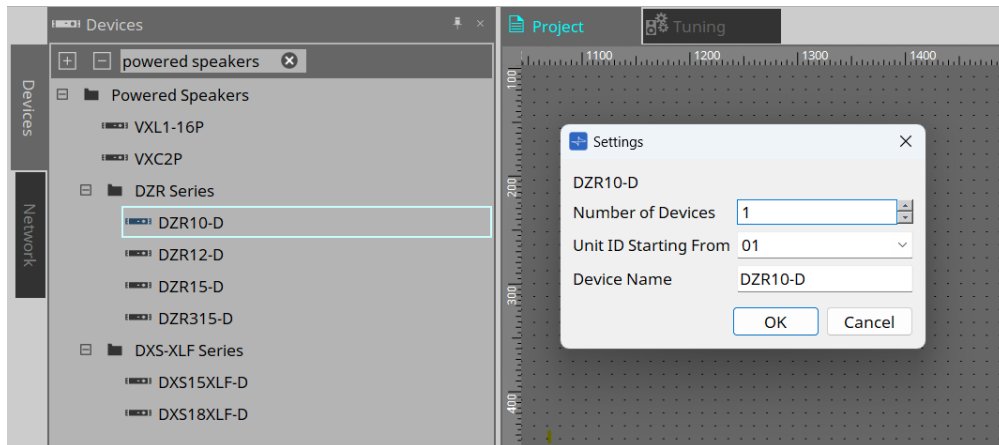 Devices
powered speakers
Powered Speakers
VXL1-16P
VXC2P
DZR Series
DZR10-D
DZR12-D
DZR15-D
DZR315-D
DXS-XLF Series
DXS15XLF-D
DXS18XLF-D
Devices
Network
Project
Tuning
1100 1200 1300 1400
100
200
300
400
Settings
DZR10-D
Number of Devices 1
Unit ID Starting From 01
Device Name DZR10-D
OK Cancel